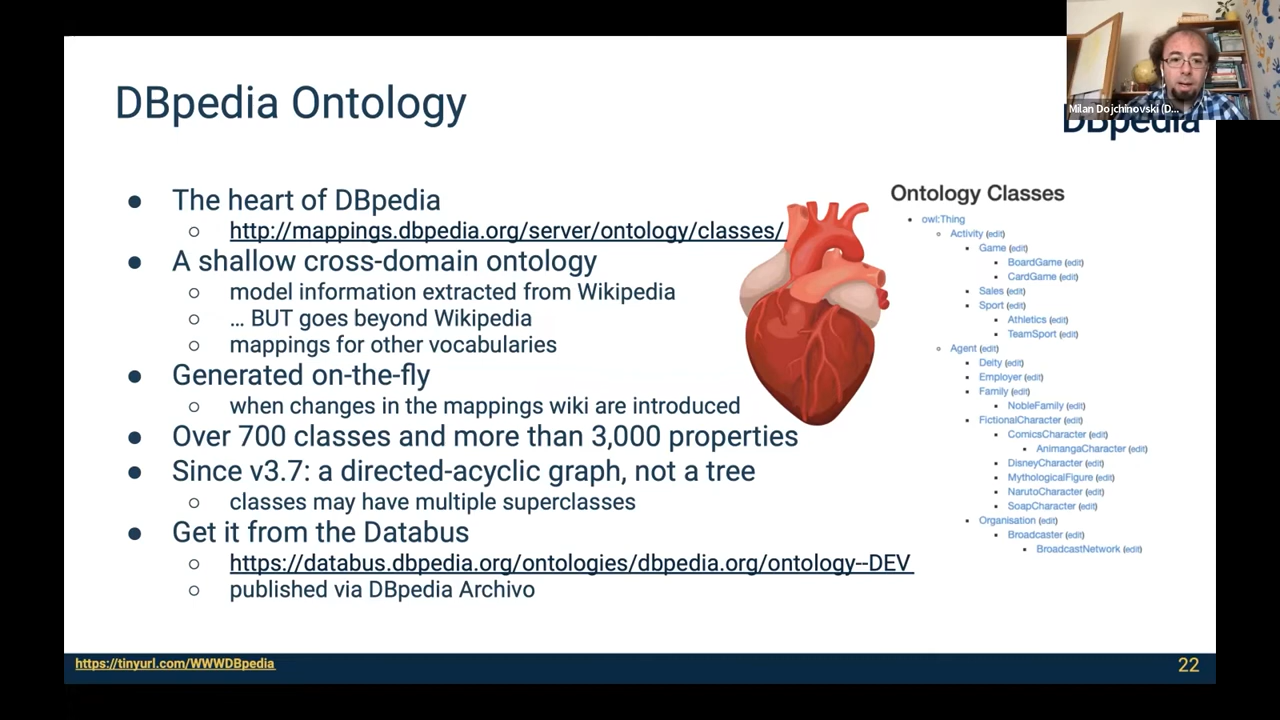 DBpedia Ontology
Milan Dojchinovski (D...
DBpedia
● The heart of DBpedia
○ http://mappings.dbpedia.org/server/ontology/classes/
● A shallow cross-domain ontology
○ model information extracted from Wikipedia
○ ... BUT goes beyond Wikipedia
○ mappings for other vocabularies
● Generated on-the-fly
○ when changes in the mappings wiki are introduced
● Over 700 classes and more than 3,000 properties
● Since v3.7: a directed-acyclic graph, not a tree
○ classes may have multiple superclasses
● Get it from the Databus
○ https://databus.dbpedia.org/ontologies/dbpedia.org/ontology--DEV
○ published via DBpedia Archivo
Ontology Classes
owl:Thing
Activity (edit)
Game (edit)
BoardGame (edit)
CardGame (edit)
Sales (edit)
Sport (edit)
Athletics (edit)
TeamSport (edit)
Agent (edit)
Deity (edit)
Employer (edit)
Family (edit)
NobleFamily (edit)
FictionalCharacter (edit)
ComicsCharacter (edit)
AnimangaCharacter (edit)
DisneyCharacter (edit)
MythologicalFigure (edit)
NarutoCharacter (edit)
SoapCharacter (edit)
Organisation (edit)
Broadcaster (edit)
BroadcastNetwork (edit)
https://tinyurl.com/WWWDBpedia
22